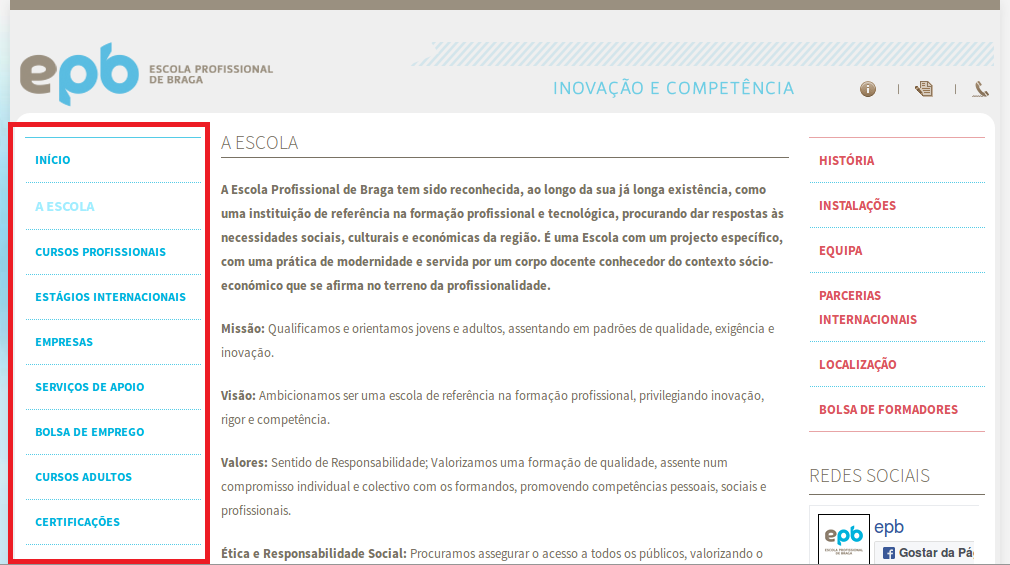 epb
ESCOLA PROFISSIONAL
DE BRAGA
INOVAÇÃO E COMPETÊNCIA
INÍCIO
A ESCOLA
CURSOS PROFISSIONAIS
ESTÁGIOS INTERNACIONAIS
EMPRESAS
SERVIÇOS DE APOIO
BOLSA DE EMPREGO
CURSOS ADULTOS
CERTIFICAÇÕES
A ESCOLA
A Escola Profissional de Braga tem sido reconhecida, ao longo da sua já longa existência, como
uma instituição de referência na formação profissional e tecnológica, procurando dar respostas às
necessidades sociais, culturais e económicas da região. É uma Escola com um projecto específico,
com uma prática de modernidade e servida por um corpo docente conhecedor do contexto sócio-
económico que se afirma no terreno da profissionalidade.
Missão: Qualificamos e orientamos jovens e adultos, assentando em padrões de qualidade, exigência e
inovação.
Visão: Ambicionamos ser uma escola de referência na formação profissional, privilegiando inovação,
rigor e competência.
Valores: Sentido de Responsabilidade; Valorizamos uma formação de qualidade, assente num
compromisso individual e colectivo com os formandos, promovendo competências pessoais, sociais e
profissionais.
Ética e Responsabilidade Social: Procuramos assegurar o acesso a todos os públicos, valorizando o
HISTÓRIA
INSTALAÇÕES
EQUIPA
PARCERIAS
INTERNACIONAIS
LOCALIZAÇÃO
BOLSA DE FORMADORES
REDES SOCIAIS
epb
ESCOLA PROFISSIONAL
DE BRAGA
epb
Gostar da Pá